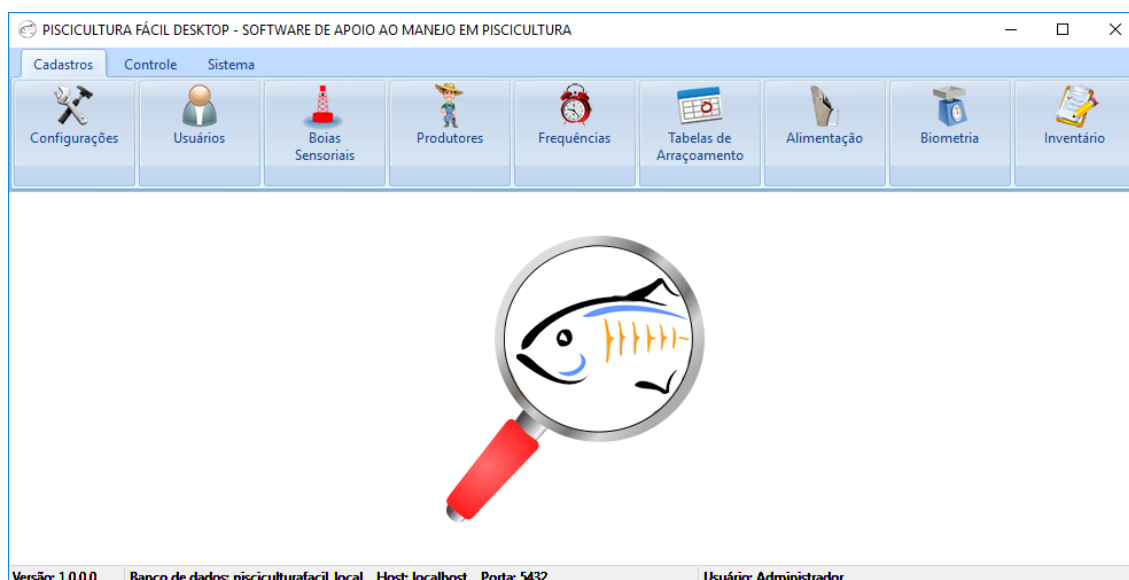 PISCICULTURA FÁCIL DESKTOP - SOFTWARE DE APOIO AO MANEJO EM PISCICULTURA
Cadastros Controle Sistema
Configurações Usuários Boias Sensoriais Produtores Frequências Tabelas de Arraçoamento Alimentação Biometria Inventário
Versão: 1.0.0.0 Banco de dados: pisciculturafacil_local Host: localhost Porta: 5432 Usuário: Administrador